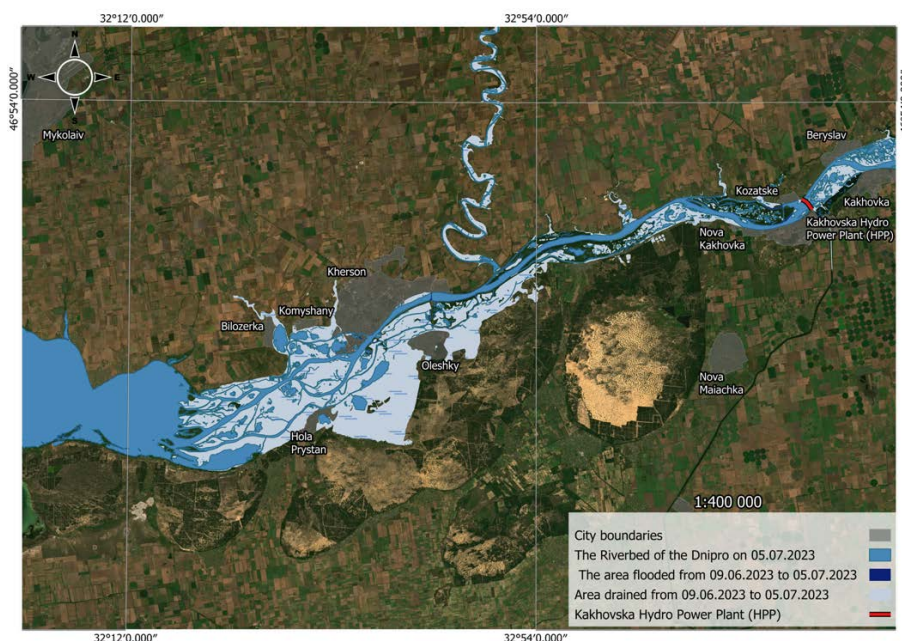 32°12'0.000"
32°54'0.000"
N
W
E
S
46°54'0.000"
Mykolaiv
Beryslav
Kozatske
Kakhovka
Kakhovska Hydro
Power Plant (HPP)
Nova
Kakhovka
Kherson
Komyshany
Bilozerka
Oleshky
Nova
Maiachka
Hola
Prystan
1:400 000
City boundaries
The Riverbed of the Dnipro on 05.07.2023
The area flooded from 09.06.2023 to 05.07.2023
Area drained from 09.06.2023 to 05.07.2023
Kakhovska Hydro Power Plant (HPP)
32°12'0.000"
32°54'0.000"